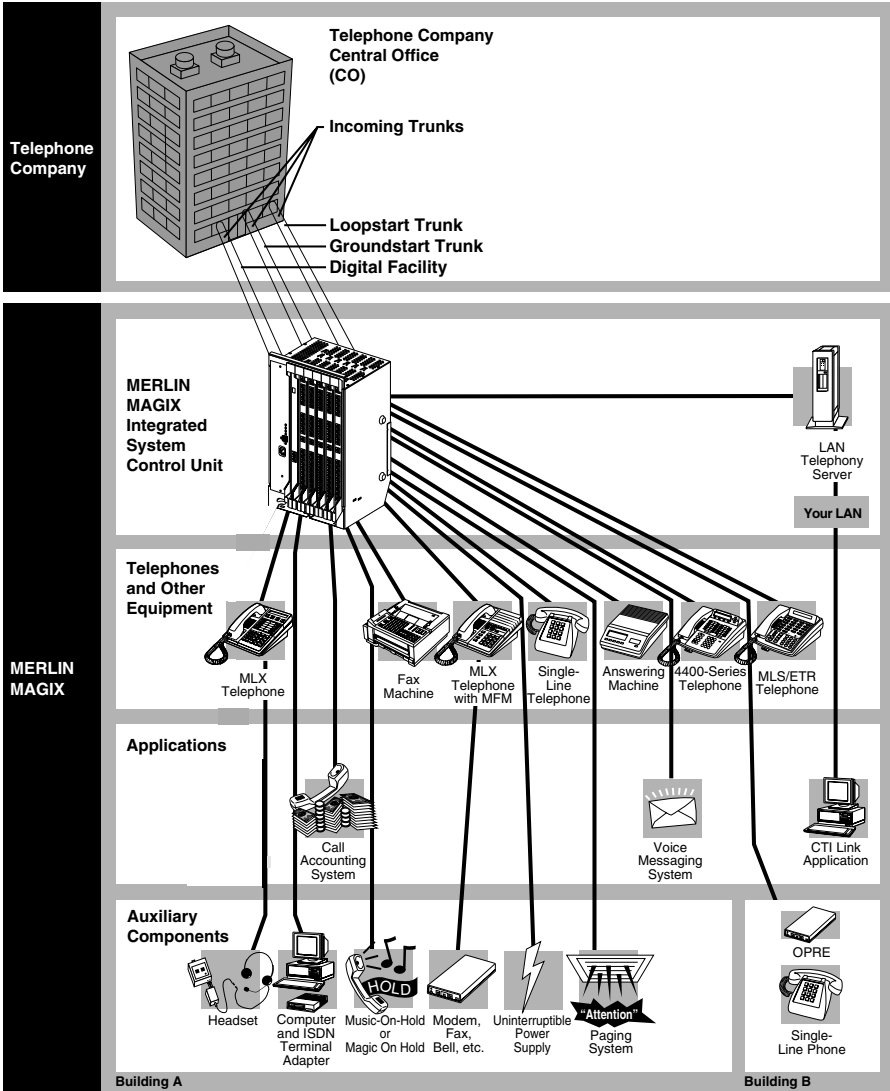 Telephone Company
Central Office
(CO)
Incoming Trunks
Telephone
Company
Loopstart Trunk
Groundstart Trunk
Digital Facility
MERLIN
MAGIX
Integrated
System
Control Unit
LAN
Telephony
Server
Your LAN
Telephones
and Other
Equipment
MERLIN
MAGIX
MLX
Telephone
Fax
Machine
MLX
Telephone
with MFM
Single-
Line
Telephone
Answering
Machine
4400-Series
Telephone
MLS/ETR
Telephone
Applications
Call
Accounting
System
Voice
Messaging
System
CTI Link
Application
Auxiliary
Components
HOLD
"Attention"
Headset
Computer
and ISDN
Terminal
Adapter
Music-On-Hold
or
Magic On Hold
Modem,
Fax,
Bell, etc.
Uninterruptible
Power
Supply
Paging
System
OPRE
Single-
Line Phone
Building A
Building B